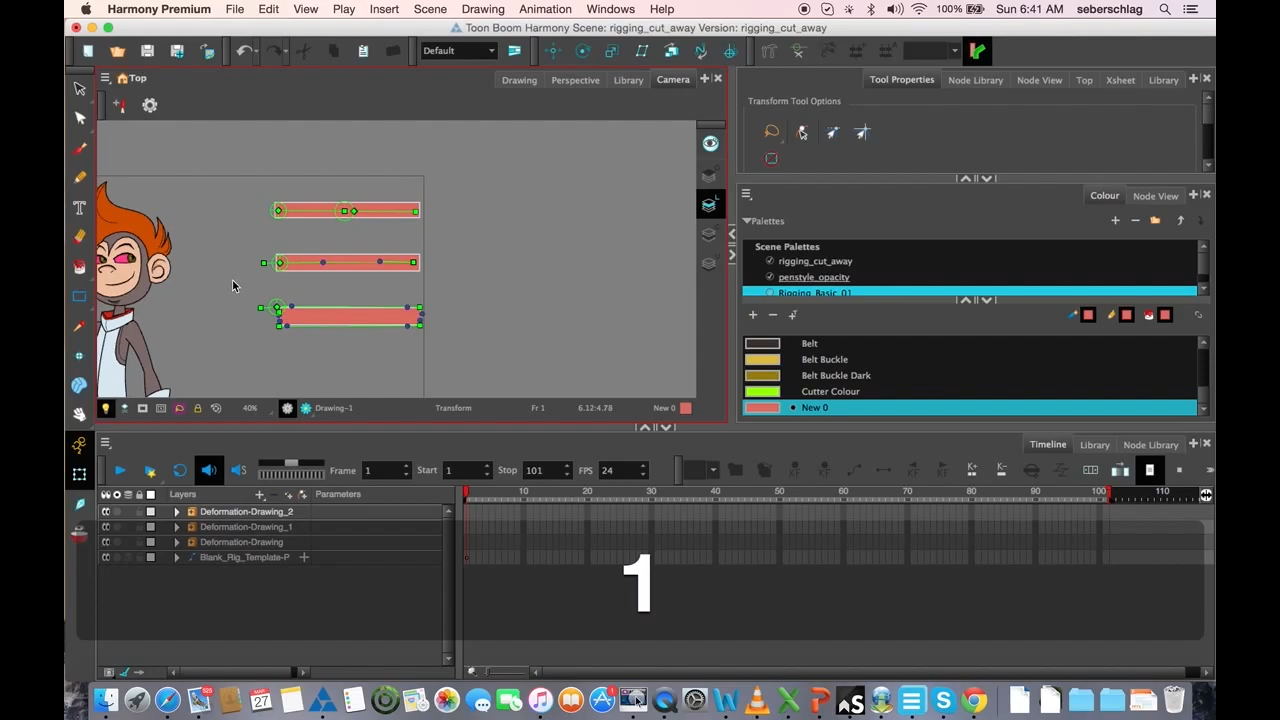 Harmony Premium File Edit View Play Insert Scene Drawing Animation Windows Help 100% Sun 6:41 AM seberschlag
Toon Boom Harmony Scene: rigging_cut_away Version: rigging_cut_away
Default
Top Drawing Perspective Library Camera
Tool Properties Node Library Node View Top Xsheet Library
Transform Tool Options
Colour Node View
Palettes
Scene Palettes
rigging_cut_away
penstyle_opacity
Rigging_Basic_01
Belt
Belt Buckle
Belt Buckle Dark
Cutter Colour
New 0
40% Drawing-1 Transform Fr 1 6.12:4.78 New 0
Timeline Library Node Library
Frame 1 Start 1 Stop 101 FPS 24
Layers Parameters
10 20 30 40 50 60 70 80 90 100 110
Deformation-Drawing_2
Deformation-Drawing_1
Deformation-Drawing
Blank_Rig_Template-P
1